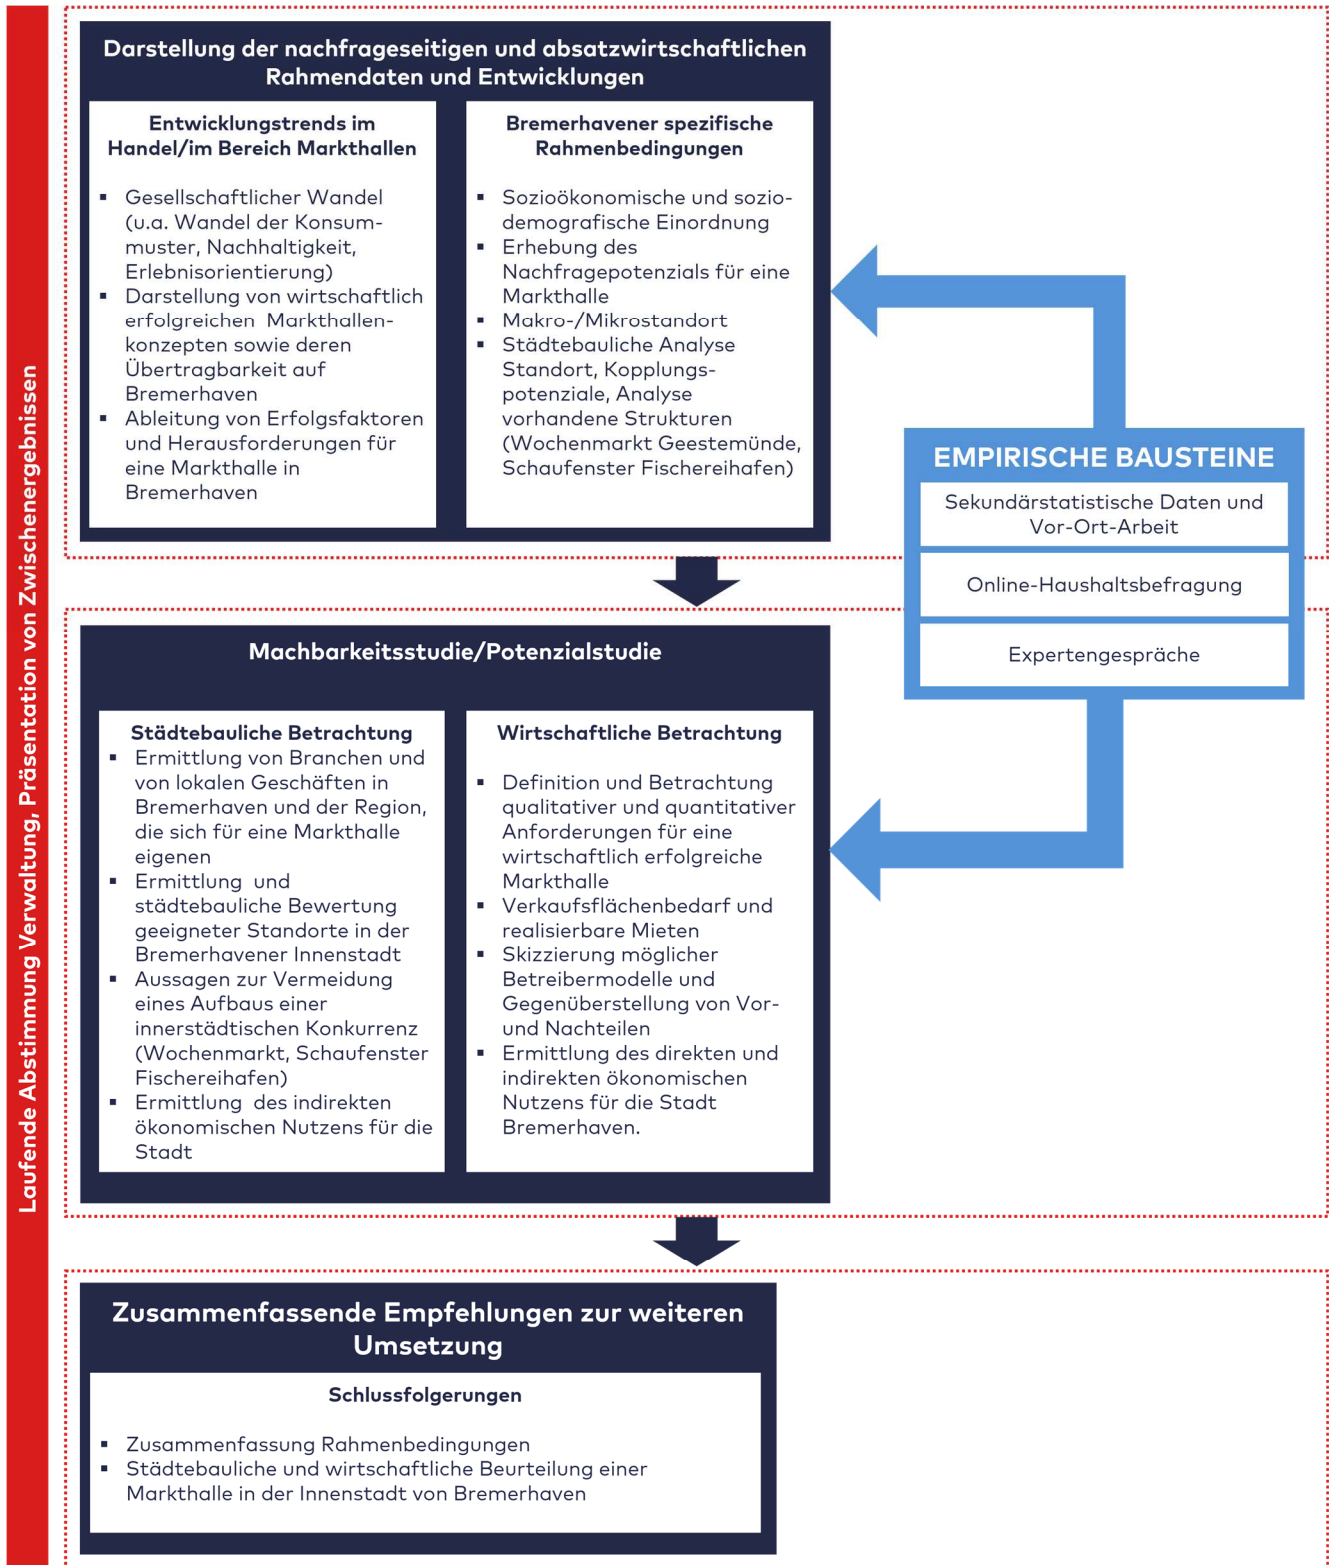 Laufende Abstimmung Verwaltung, Präsentation von Zwischenergebnissen
Darstellung der nachfrageseitigen und absatzwirtschaftlichen
Rahmendaten und Entwicklungen
Entwicklungstrends im
Handel/im Bereich Markthallen
▪ Gesellschaftlicher Wandel
(u.a. Wandel der Konsum-
muster, Nachhaltigkeit,
Erlebnisorientierung)
▪ Darstellung von wirtschaftlich
erfolgreichen Markthallen-
konzepten sowie deren
Übertragbarkeit auf
Bremerhaven
▪ Ableitung von Erfolgsfaktoren
und Herausforderungen für
eine Markthalle in
Bremerhaven
Bremerhavener spezifische
Rahmenbedingungen
▪ Sozioökonomische und sozio-
demografische Einordnung
▪ Erhebung des
Nachfragepotenzials für eine
Markthalle
▪ Makro-/Mikrostandort
▪ Städtebauliche Analyse
Standort, Kopplungs-
potenziale, Analyse
vorhandene Strukturen
(Wochenmarkt Geestemünde,
Schaufenster Fischereihafen)
EMPIRISCHE BAUSTEINE
Sekundärstatistische Daten und
Vor-Ort-Arbeit
Online-Haushaltsbefragung
Expertengespräche
Machbarkeitsstudie/Potenzialstudie
Städtebauliche Betrachtung
▪ Ermittlung von Branchen und
von lokalen Geschäften in
Bremerhaven und der Region,
die sich für eine Markthalle
eigenen
▪ Ermittlung und
städtebauliche Bewertung
geeigneter Standorte in der
Bremerhavener Innenstadt
▪ Aussagen zur Vermeidung
eines Aufbaus einer
innerstädtischen Konkurrenz
(Wochenmarkt, Schaufenster
Fischereihafen)
▪ Ermittlung des indirekten
ökonomischen Nutzens für die
Stadt
Wirtschaftliche Betrachtung
▪ Definition und Betrachtung
qualitativer und quantitativer
Anforderungen für eine
wirtschaftlich erfolgreiche
Markthalle
▪ Verkaufsflächenbedarf und
realisierbare Mieten
▪ Skizzierung möglicher
Betreibermodelle und
Gegenüberstellung von Vor-
und Nachteilen
▪ Ermittlung des direkten und
indirekten ökonomischen
Nutzens für die Stadt
Bremerhaven.
Zusammenfassende Empfehlungen zur weiteren
Umsetzung
Schlussfolgerungen
▪ Zusammenfassung Rahmenbedingungen
▪ Städtebauliche und wirtschaftliche Beurteilung einer
Markthalle in der Innenstadt von Bremerhaven